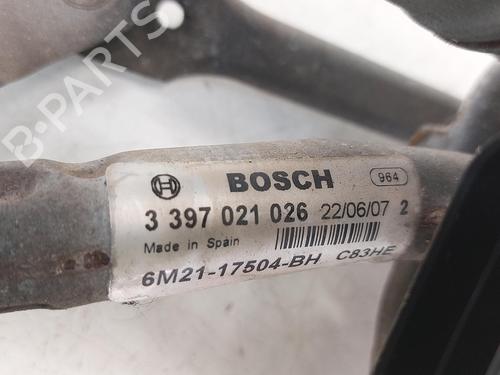 B-PARTS
BOSCH 964
3 397 021 026 22/06/07 2
Made in Spain
6M21-17504-BH C83HE